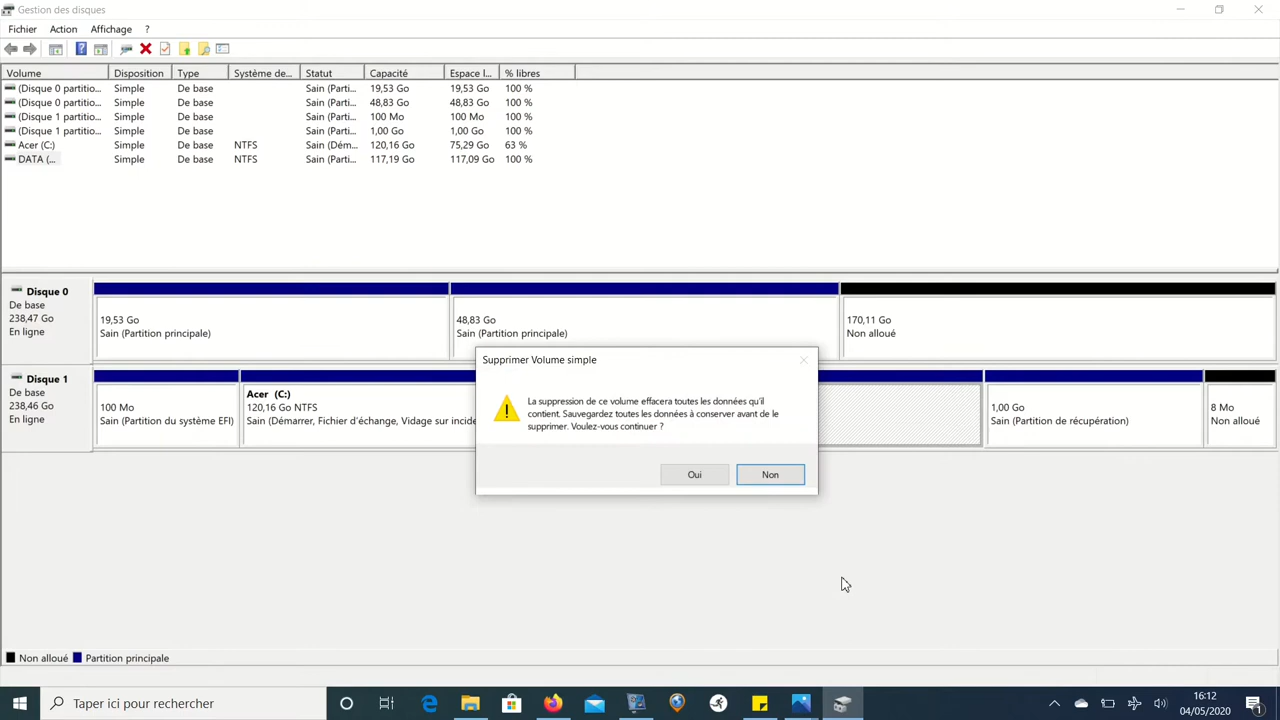 Gestion des disques
Fichier Action Affichage ?
Volume Disposition Type Système de... Statut Capacité Espace l... % libres
(Disque 0 partitio... Simple De base Sain (Parti... 19,53 Go 19,53 Go 100 %
(Disque 0 partitio... Simple De base Sain (Parti... 48,83 Go 48,83 Go 100 %
(Disque 1 partitio... Simple De base Sain (Parti... 100 Mo 100 Mo 100 %
(Disque 1 partitio... Simple De base Sain (Parti... 1,00 Go 1,00 Go 100 %
Acer (C:) Simple De base NTFS Sain (Dém... 120,16 Go 75,29 Go 63 %
DATA (... Simple De base NTFS Sain (Parti... 117,19 Go 117,09 Go 100 %
Disque 0
De base
238,47 Go
En ligne
19,53 Go
Sain (Partition principale)
48,83 Go
Sain (Partition principale)
170,11 Go
Non alloué
Disque 1
De base
238,46 Go
En ligne
100 Mo
Sain (Partition du système EFI)
Acer (C:)
120,16 Go NTFS
Sain (Démarrer, Fichier d'échange, Vidage sur incide
1,00 Go
Sain (Partition de récupération)
8 Mo
Non alloué
Supprimer Volume simple
La suppression de ce volume effacera toutes les données qu'il
contient. Sauvegardez toutes les données à conserver avant de le
supprimer. Voulez-vous continuer ?
Oui Non
Non alloué Partition principale
Taper ici pour rechercher
16:12
04/05/2020
1